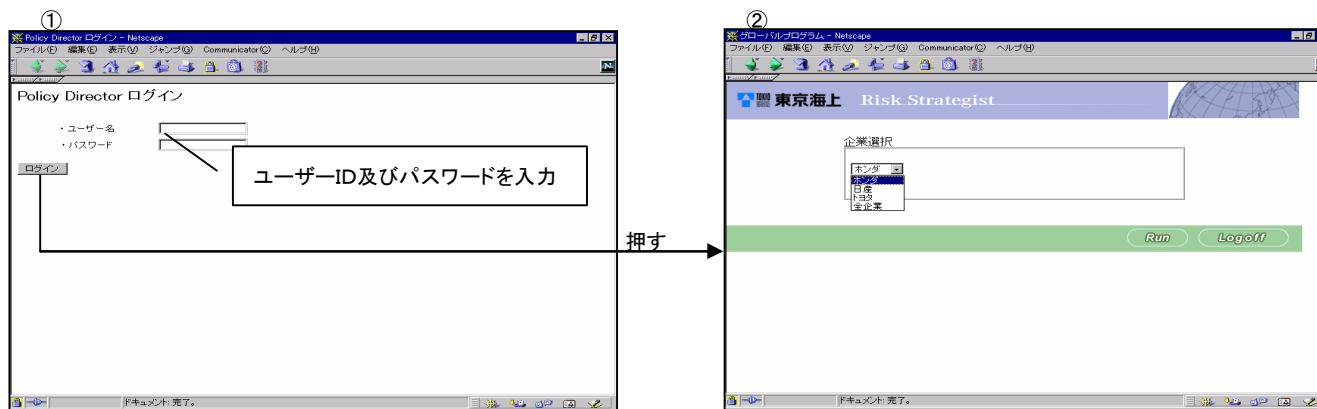 ①
Policy Director ログイン - Netscape
ファイル(F) 編集(E) 表示(V) ジャンプ(G) Communicator(C) ヘルプ(H)
Policy Director ログイン
・ユーザー名
・パスワード
ログイン
ユーザーID及びパスワードを入力
ドキュメント: 完了。
押す
②
グローバルプログラム - Netscape
ファイル(F) 編集(E) 表示(V) ジャンプ(G) Communicator(C) ヘルプ(H)
TOKIO MARINE 東京海上 Risk Strategist
企業選択
ホンダ
ホンダ
日産
トヨタ
全企業
Run Logoff
ドキュメント: 完了。